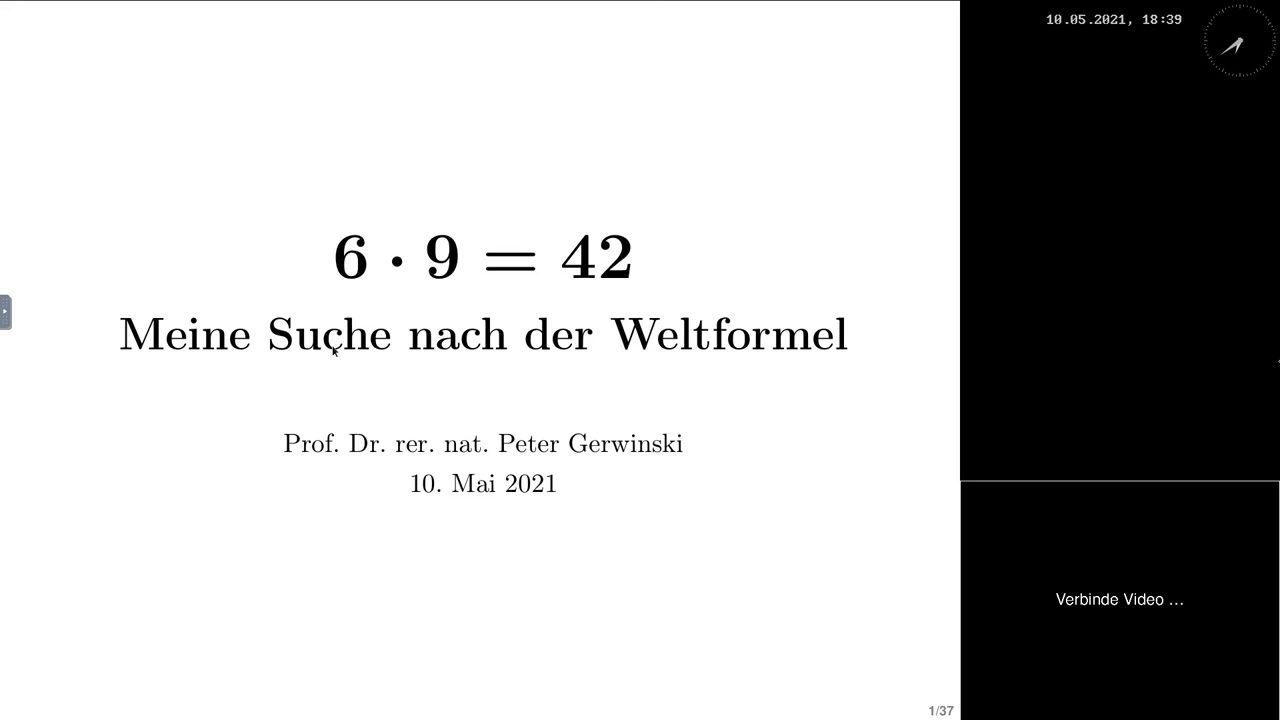 6 · 9 = 42
Meine Suche nach der Weltformel
Prof. Dr. rer. nat. Peter Gerwinski
10. Mai 2021
1/37
10.05.2021, 18:39
Verbinde Video ...